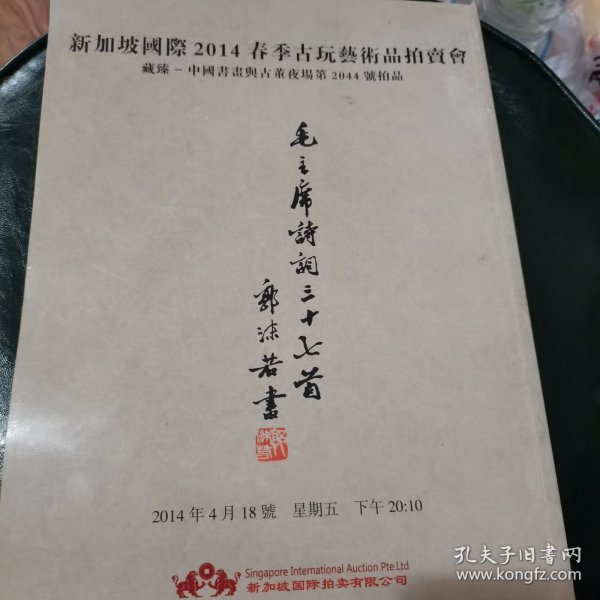 新加坡國際2014春季古玩藝術品拍賣會
藏臻－中國書畫與古董夜場第2044號拍品
毛主席詩詞三十七首
郭沫若書
2014年4月18號 星期五 下午20:10
Singapore International Auction Pte.Ltd
新加坡国际拍卖有限公司
孔夫子旧书网
www.kongfz.com